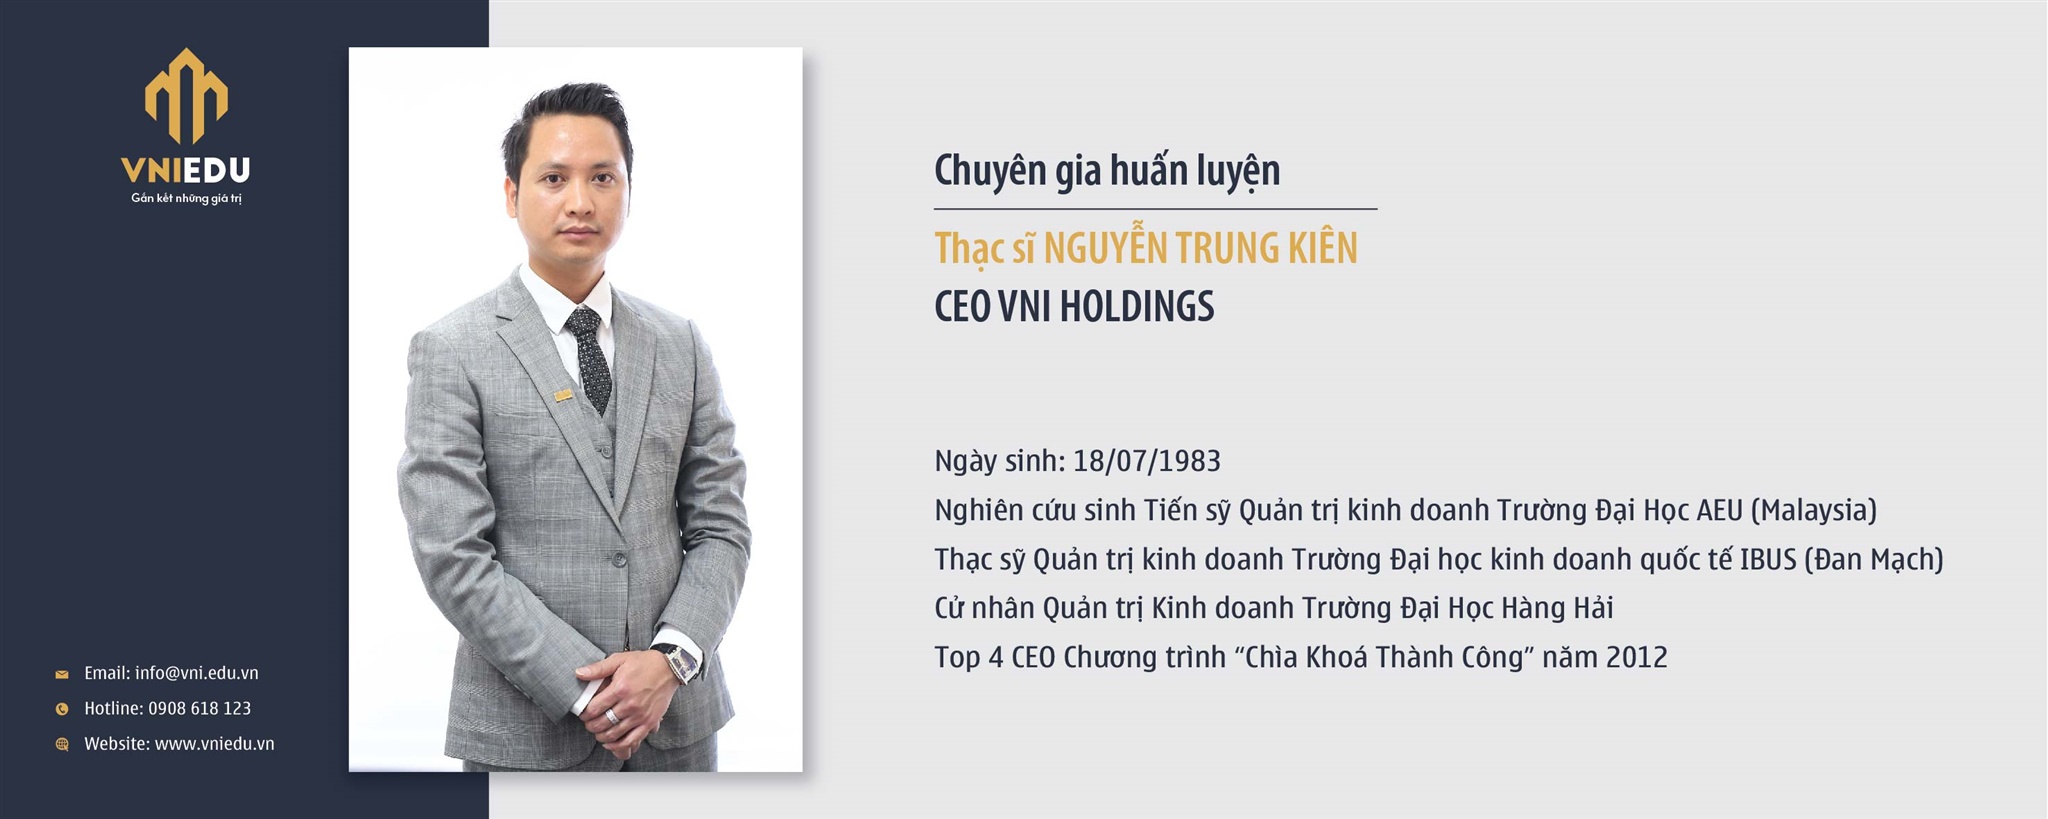 VNIEDU
Gắn kết những giá trị
Chuyên gia huấn luyện
Thạc sĩ NGUYỄN TRUNG KIÊN
CEO VNI HOLDINGS
Ngày sinh: 18/07/1983
Nghiên cứu sinh Tiến sỹ Quản trị kinh doanh Trường Đại Học AEU (Malaysia)
Thạc sỹ Quản trị kinh doanh Trường Đại học kinh doanh quốc tế IBUS (Đan Mạch)
Cử nhân Quản trị Kinh doanh Trường Đại Học Hàng Hải
Top 4 CEO Chương trình “Chìa Khoá Thành Công” năm 2012
Email: info@vni.edu.vn
Hotline: 0908 618 123
Website: www.vniedu.vn